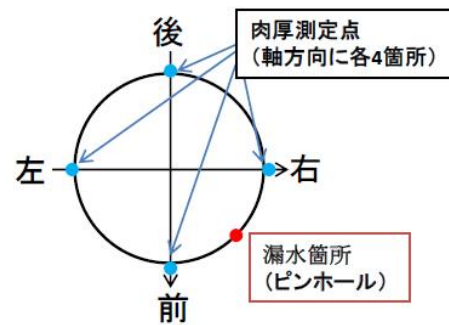 後
肉厚測定点
（軸方向に各4箇所）
左
右
漏水箇所
（ピンホール）
前